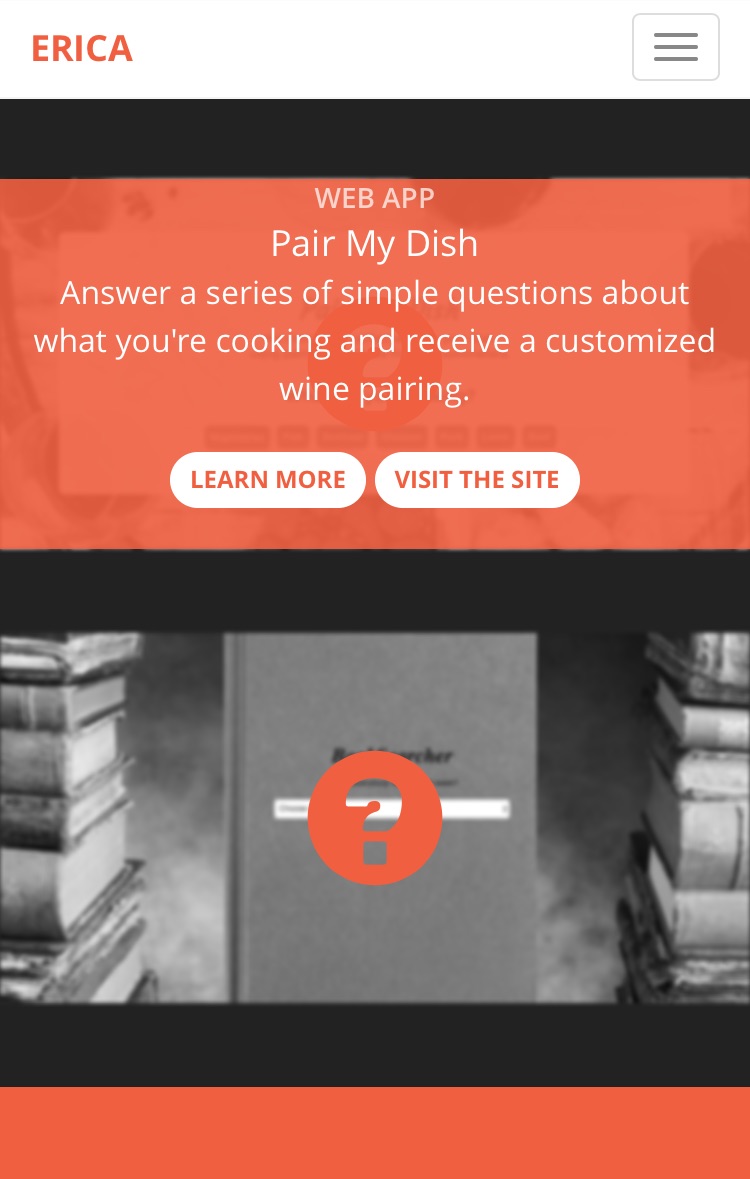 ERICA
WEB APP
Pair My Dish
Answer a series of simple questions about
what you're cooking and receive a customized
wine pairing.
LEARN MORE VISIT THE SITE
?